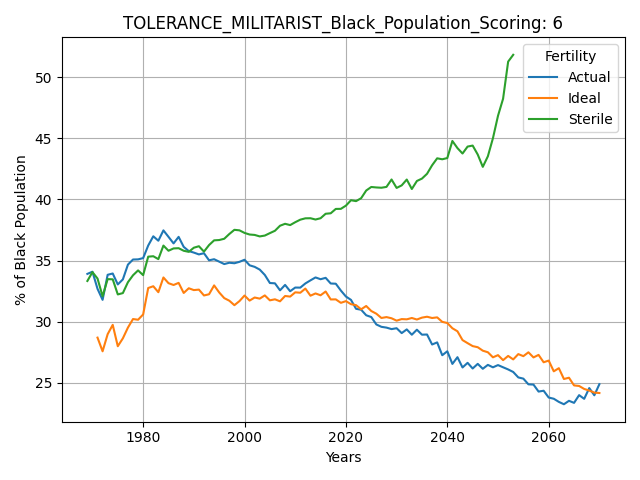 TOLERANCE_MILITARIST_Black_Population_Scoring: 6
Fertility
Actual
Ideal
Sterile
% of Black Population
50
45
40
35
30
25
1980
2000
2020
2040
2060
Years